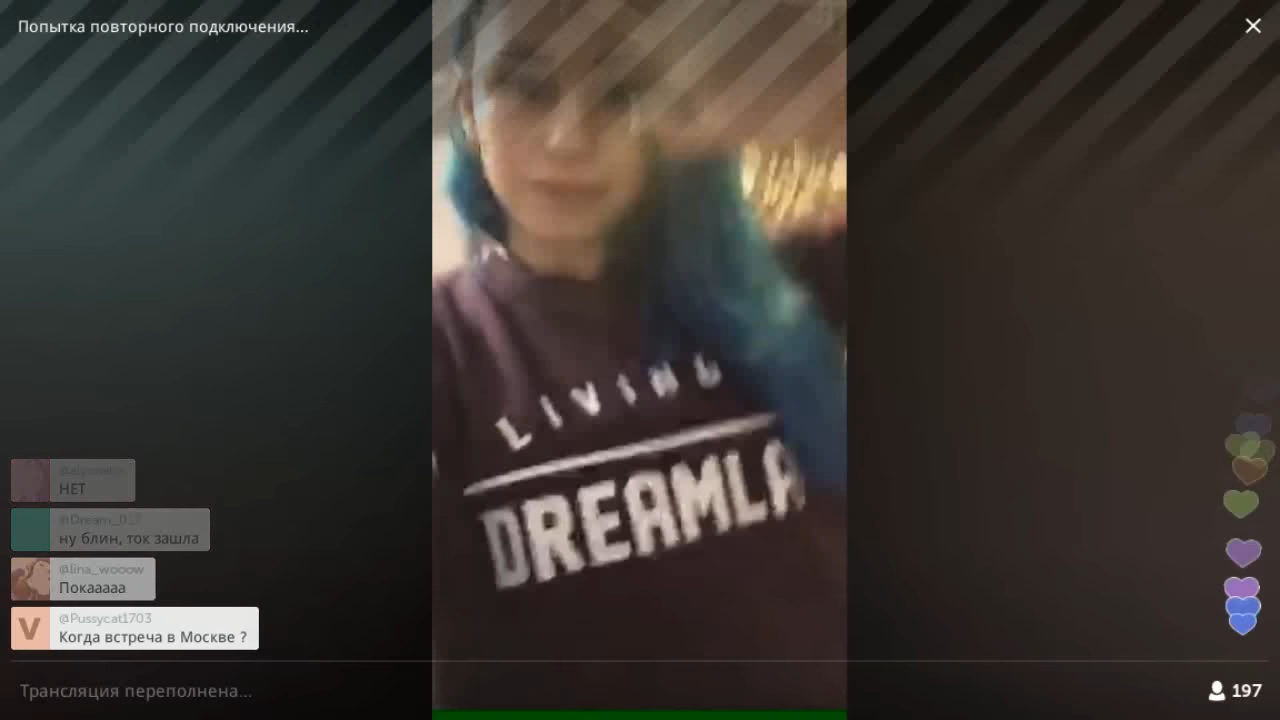 Попытка повторного подключения...
LIVING
DREAMLA
НЕТ
@Dream_017
ну блин, ток зашла
@lina_wooow
Покааааа
V
@Pussycat1703
Когда встреча в Москве ?
Трансляция переполнена...
197